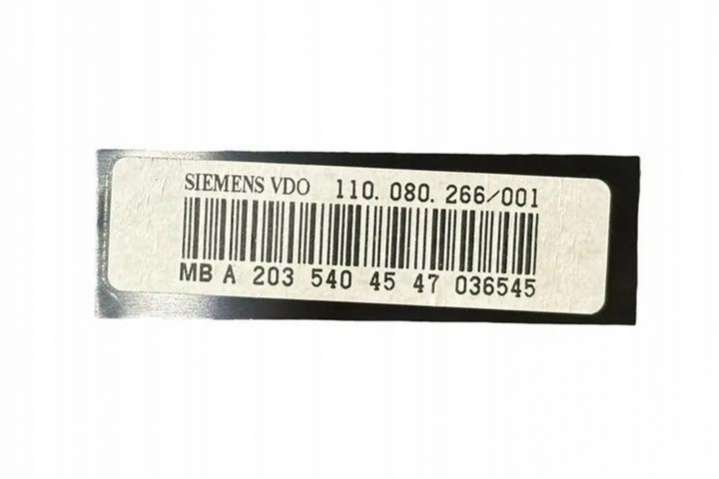 SIEMENS VDO 110.080.266/001
MB A 203 540 45 47 036545